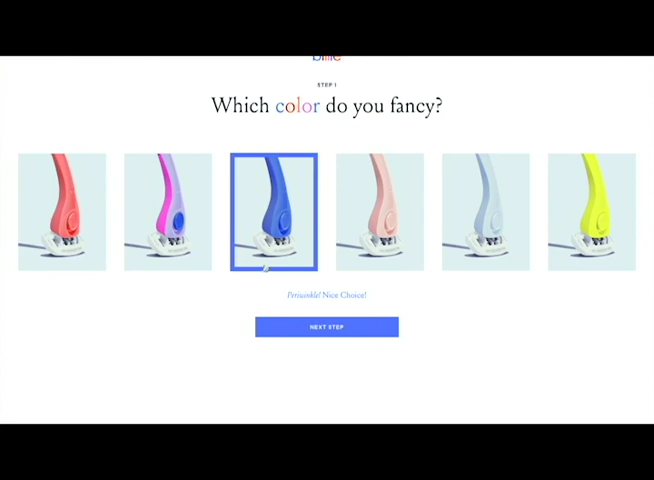 billie
STEP 1
Which color do you fancy?
Periwinkle! Nice Choice!
NEXT STEP